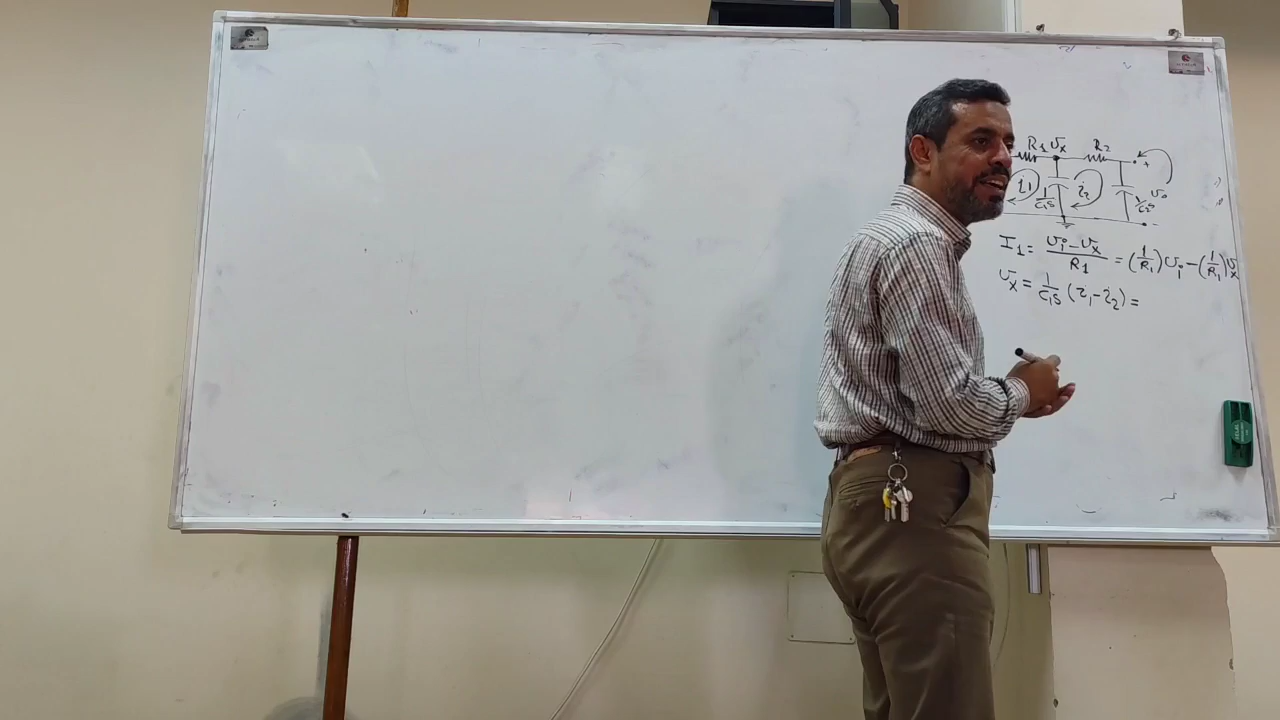 R1 Vx R2
+
i1 1/C1S i2 1/C2S Vo
-
I1 = (Vi - Vx)/R1 = (1/R1)Vi - (1/R1)Vx
Vx = 1/C1S (i1 - i2) =